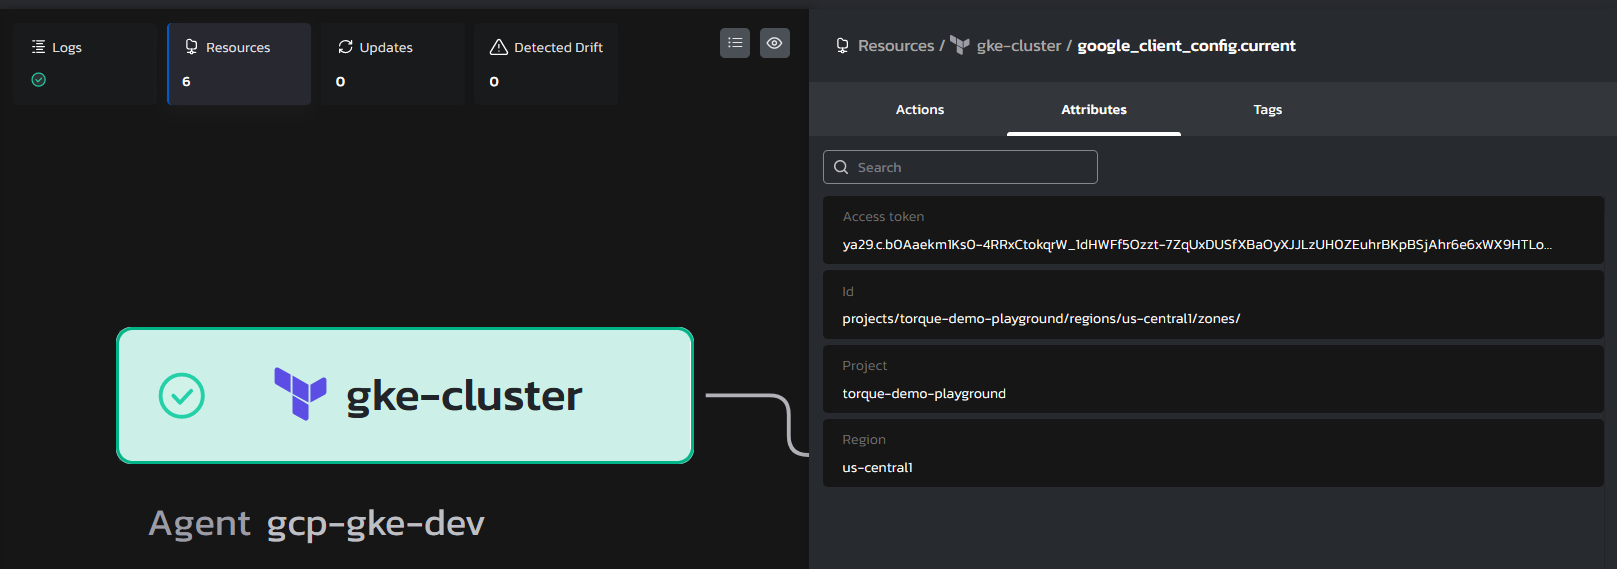 Logs
Resources
6
Updates
0
Detected Drift
0
gke-cluster
Agent gcp-gke-dev
Resources / gke-cluster / google_client_config.current
Actions
Attributes
Tags
Search
Access token
ya29.c.b0Aaekm1Ks0-4RRxCtokqrW_1dHWFf5Ozzt-7ZqUxDUSfXBaOyXJJLzUH0ZEuhrBKpBSjAhr6e6xWX9HTLo...
Id
projects/torque-demo-playground/regions/us-central1/zones/
Project
torque-demo-playground
Region
us-central1